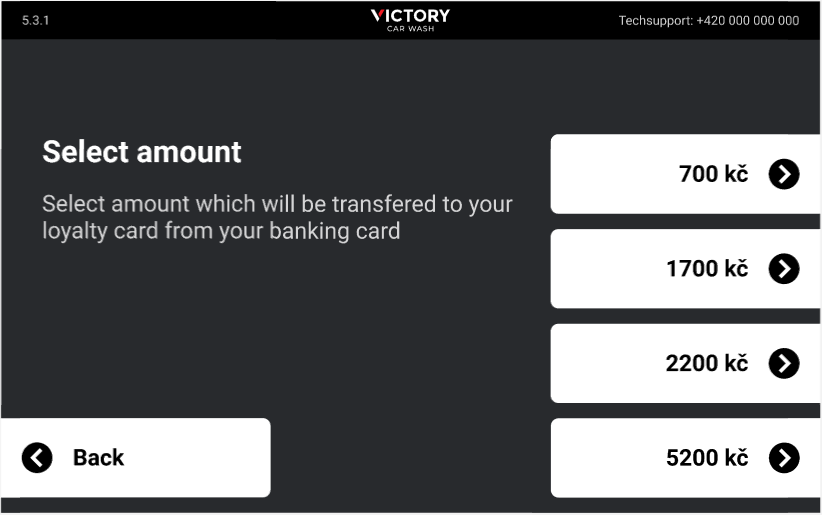 5.3.1
VICTORY
CAR WASH
Techsupport: +420 000 000 000
Select amount
Select amount which will be transfered to your
loyalty card from your banking card
700 kč
1700 kč
2200 kč
5200 kč
Back